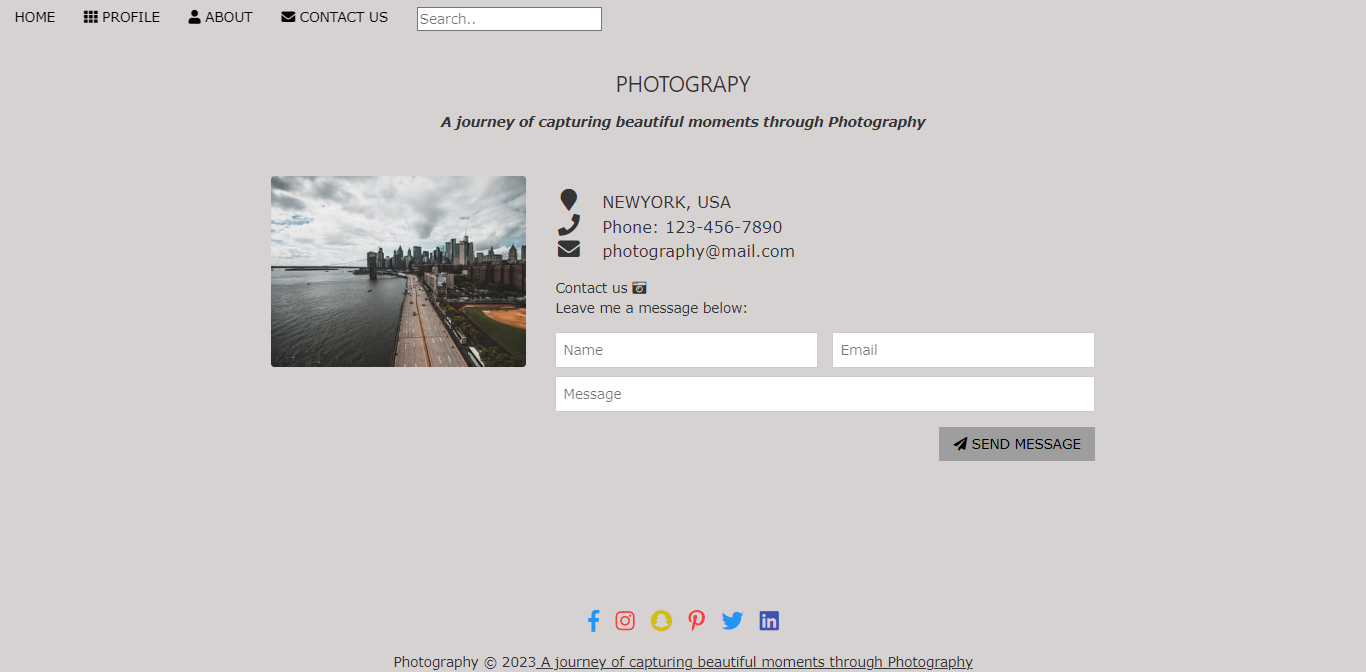 HOME PROFILE ABOUT CONTACT US Search..
PHOTOGRAPY
A journey of capturing beautiful moments through Photography
NEWYORK, USA
Phone: 123-456-7890
photography@mail.com
Contact us
Leave me a message below:
Name Email
Message
SEND MESSAGE
Photography © 2023 A journey of capturing beautiful moments through Photography